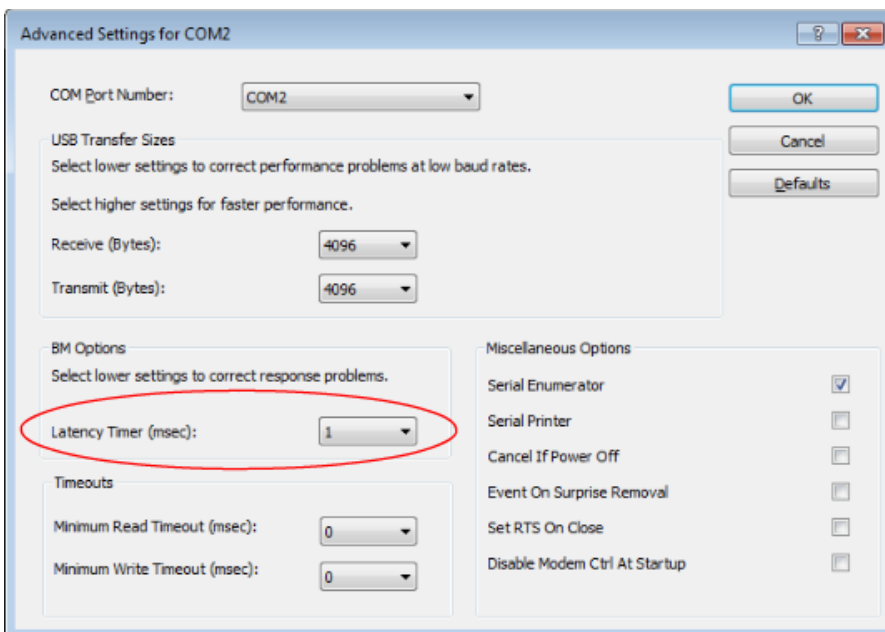 Advanced Settings for COM2
COM Port Number:
COM2
OK
Cancel
Defaults
USB Transfer Sizes
Select lower settings to correct performance problems at low baud rates.
Select higher settings for faster performance.
Receive (Bytes):
4096
Transmit (Bytes):
4096
BM Options
Select lower settings to correct response problems.
Latency Timer (msec):
1
Timeouts
Minimum Read Timeout (msec):
0
Minimum Write Timeout (msec):
0
Miscellaneous Options
Serial Enumerator
Serial Printer
Cancel If Power Off
Event On Surprise Removal
Set RTS On Close
Disable Modem Ctrl At Startup